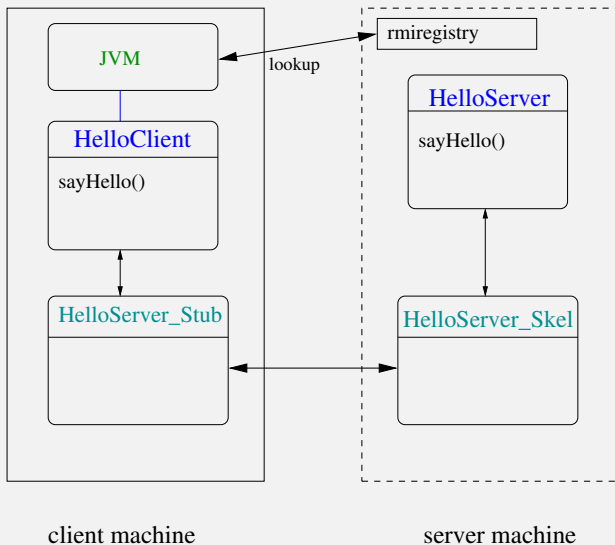 JVM
HelloClient
sayHello()
HelloServer_Stub
client machine
lookup
rmiregistry
HelloServer
sayHello()
HelloServer_Skel
server machine